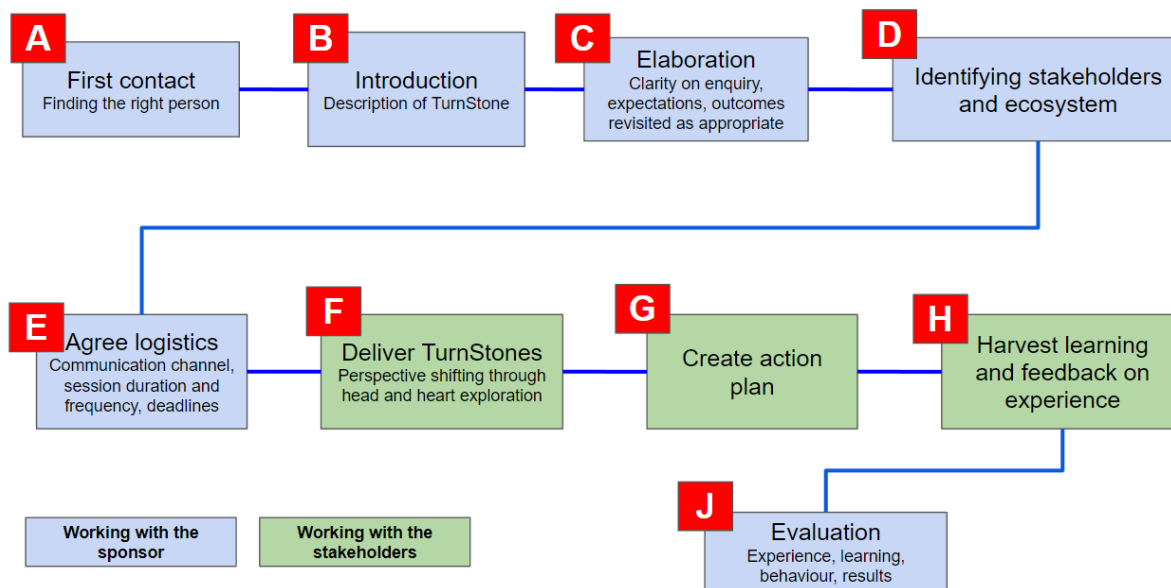 A
First contact
Finding the right person
B
Introduction
Description of TurnStone
C
Elaboration
Clarity on enquiry,
expectations, outcomes
revisited as appropriate
D
Identifying stakeholders
and ecosystem
E
Agree logistics
Communication channel,
session duration and
frequency, deadlines
F
Deliver TurnStones
Perspective shifting through
head and heart exploration
G
Create action
plan
H
Harvest learning
and feedback on
experience
J
Evaluation
Experience, learning,
behaviour, results
Working with the
sponsor
Working with the
stakeholders